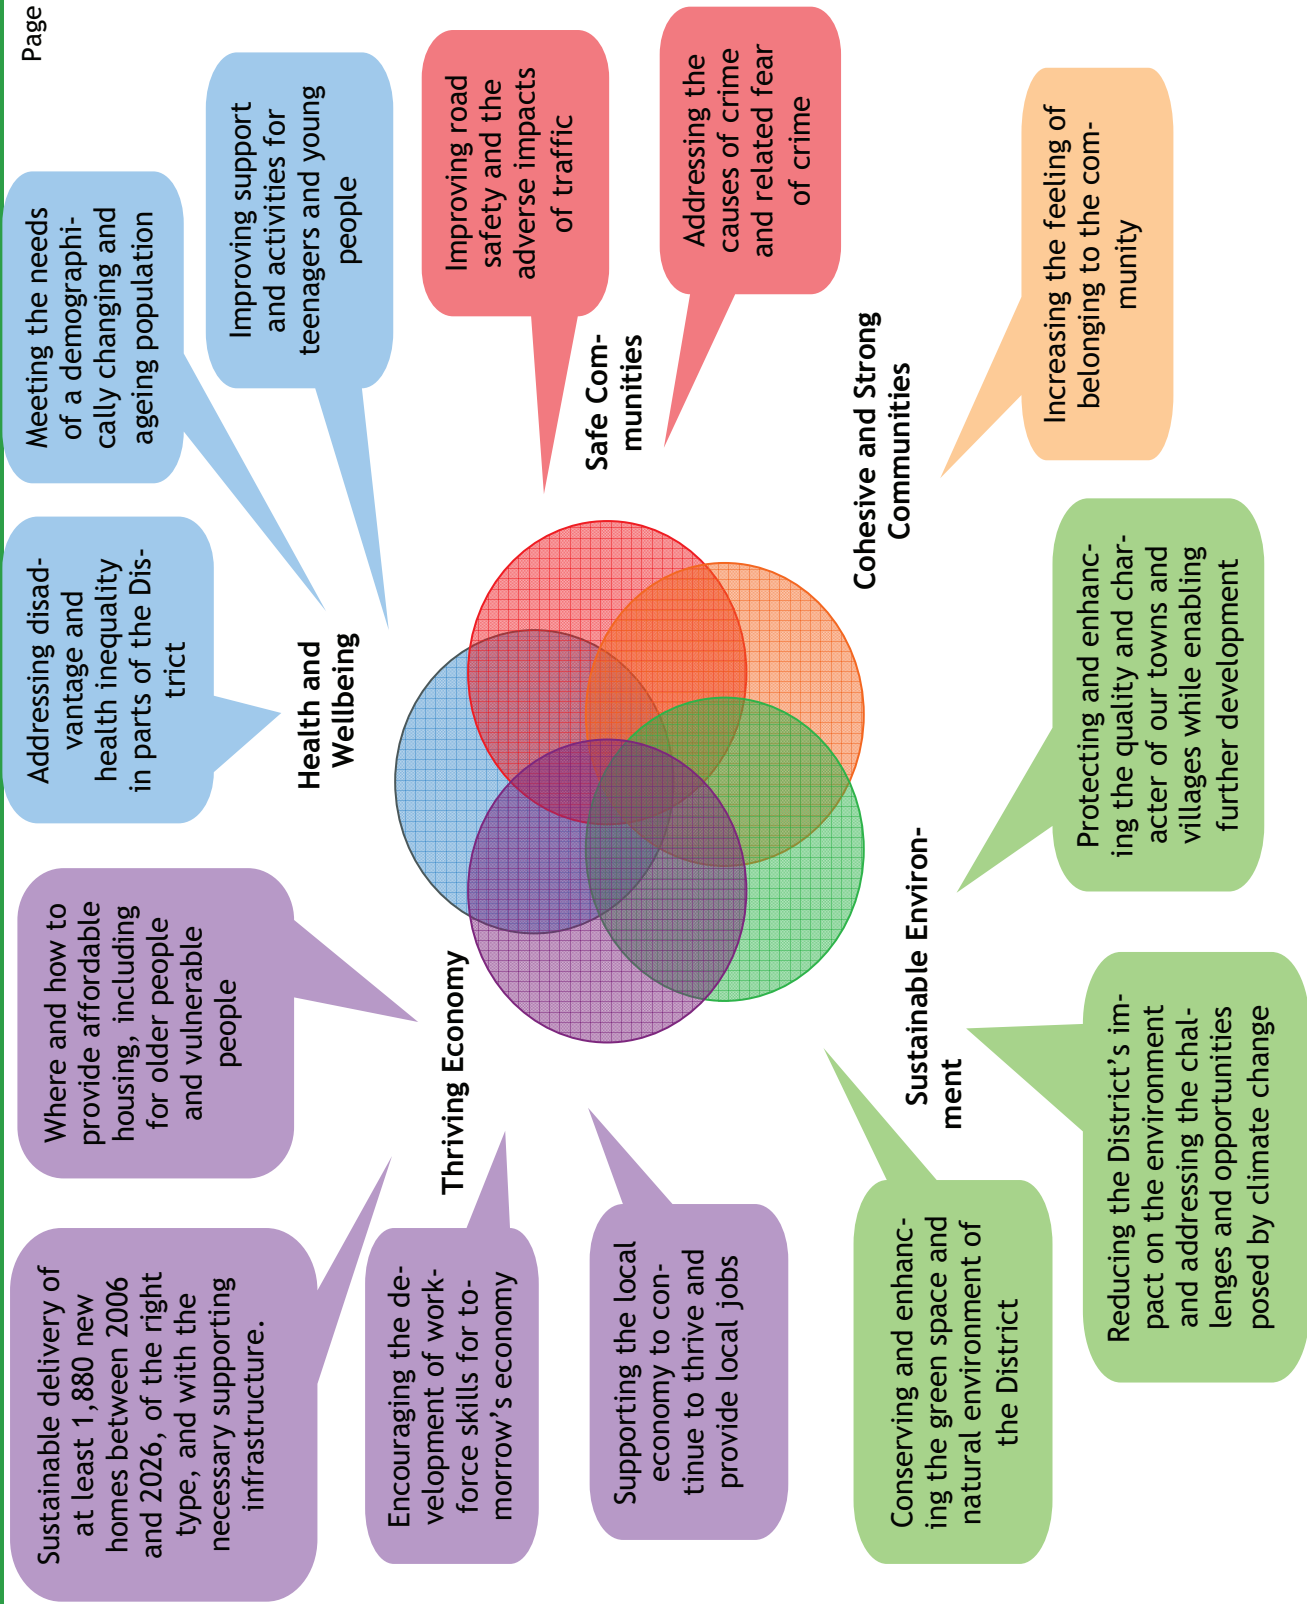 Page
Sustainable delivery of
at least 1,880 new
homes between 2006
and 2026, of the right
type, and with the
necessary supporting
infrastructure.
Where and how to
provide affordable
housing, including
for older people
and vulnerable
people
Addressing disad-
vantage and
health inequality
in parts of the Dis-
trict
Meeting the needs
of a demographi-
cally changing and
ageing population
Improving support
and activities for
teenagers and young
people
Health and
Wellbeing
Encouraging the de-
velopment of work-
force skills for to-
morrow's economy
Thriving Economy
Improving road
safety and the
adverse impacts
of traffic
Safe Com-
munities
Supporting the local
economy to con-
tinue to thrive and
provide local jobs
Addressing the
causes of crime
and related fear
of crime
Cohesive and Strong
Communities
Conserving and enhanc-
ing the green space and
natural environment of
the District
Sustainable Environ-
ment
Increasing the feeling of
belonging to the com-
munity
Protecting and enhanc-
ing the quality and char-
acter of our towns and
villages while enabling
further development
Reducing the District's im-
pact on the environment
and addressing the chal-
lenges and opportunities
posed by climate change